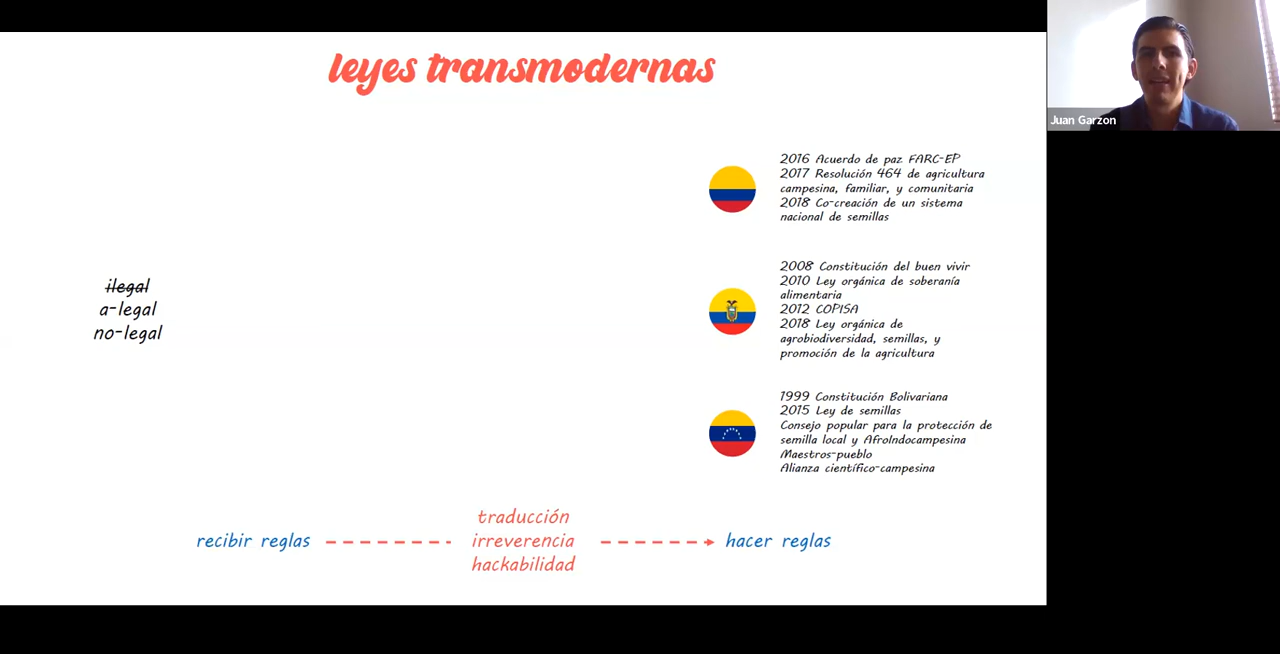 leyes transmodernas
Juan Garzon
2016 Acuerdo de paz FARC-EP
2017 Resolución 464 de agricultura
campesina, familiar, y comunitaria
2018 Co-creación de un sistema
nacional de semillas
ilegal
a-legal
no-legal
2008 Constitución del buen vivir
2010 Ley orgánica de soberanía
alimentaria
2012 COPISA
2018 Ley orgánica de
agrobiodiversidad, semillas, y
promoción de la agricultura
1999 Constitución Bolivariana
2015 Ley de semillas
Consejo popular para la protección de
semilla local y AfroIndocampesina
Maestros-pueblo
Alianza científico-campesina
recibir reglas
traducción
irreverencia
hackabilidad
hacer reglas